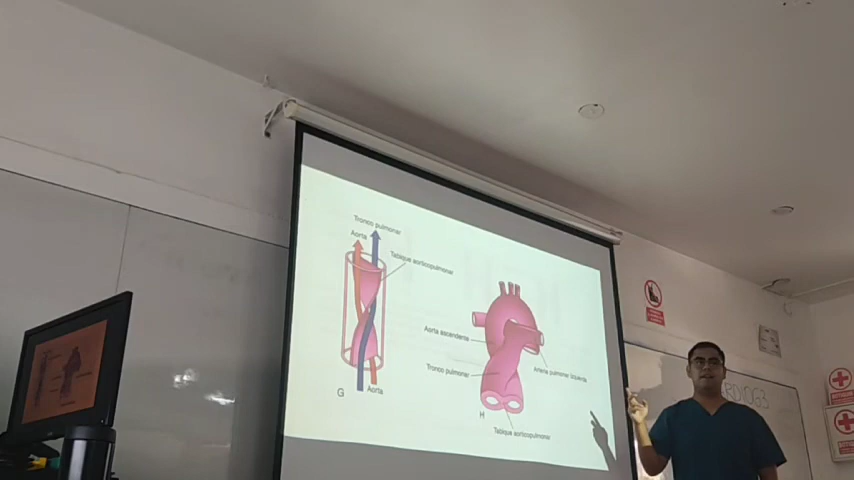 Tronco pulmonar
Aorta
Tabique aorticopulmonar
Aorta
G
Aorta ascendente
Tronco pulmonar
Arteria pulmonar izquierda
H
Tabique aorticopulmonar